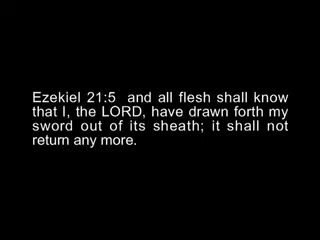 Ezekiel 21:5 and all flesh shall know
that I, the LORD, have drawn forth my
sword out of its sheath; it shall not
return any more.